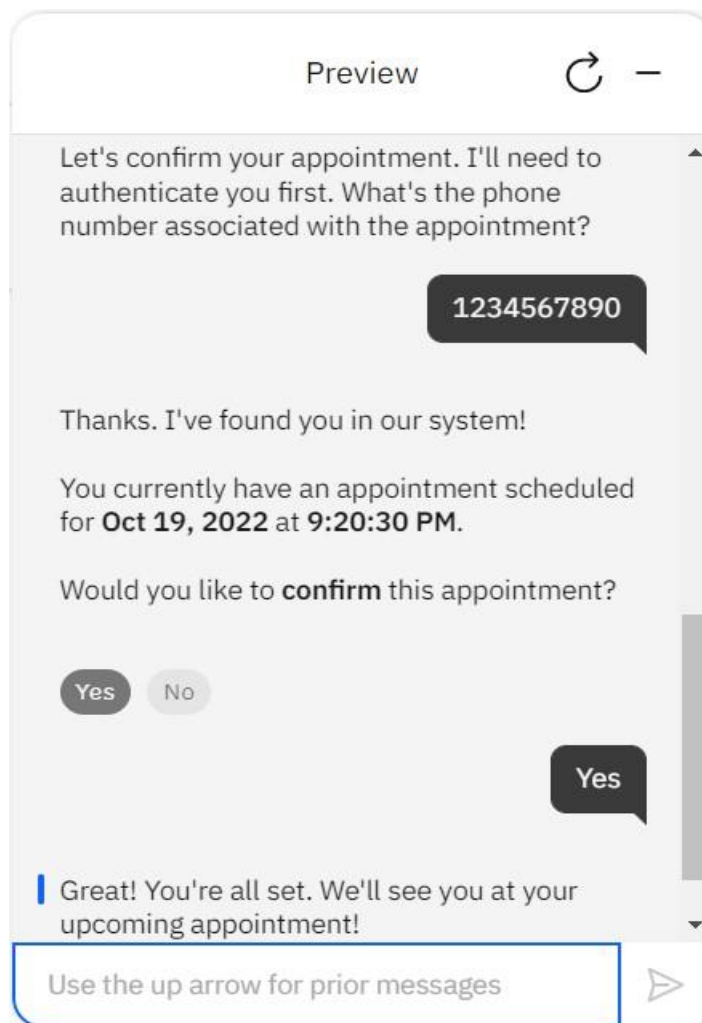 Preview
Let's confirm your appointment. I'll need to
authenticate you first. What's the phone
number associated with the appointment?
1234567890
Thanks. I've found you in our system!
You currently have an appointment scheduled
for Oct 19, 2022 at 9:20:30 PM.
Would you like to confirm this appointment?
Yes No
Yes
Great! You're all set. We'll see you at your
upcoming appointment!
Use the up arrow for prior messages